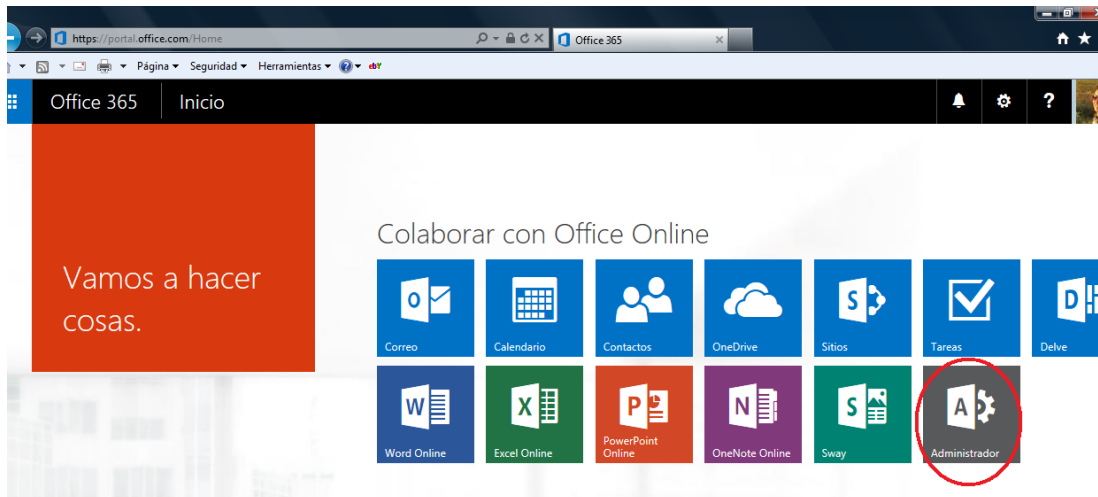 https://portal.office.com/Home
Office 365
Página Seguridad Herramientas ebY
Office 365 Inicio ?
Vamos a hacer
cosas.
Colaborar con Office Online
Correo Calendario Contactos OneDrive Sitios Tareas Delve
Word Online Excel Online PowerPoint Online OneNote Online Sway Administrador